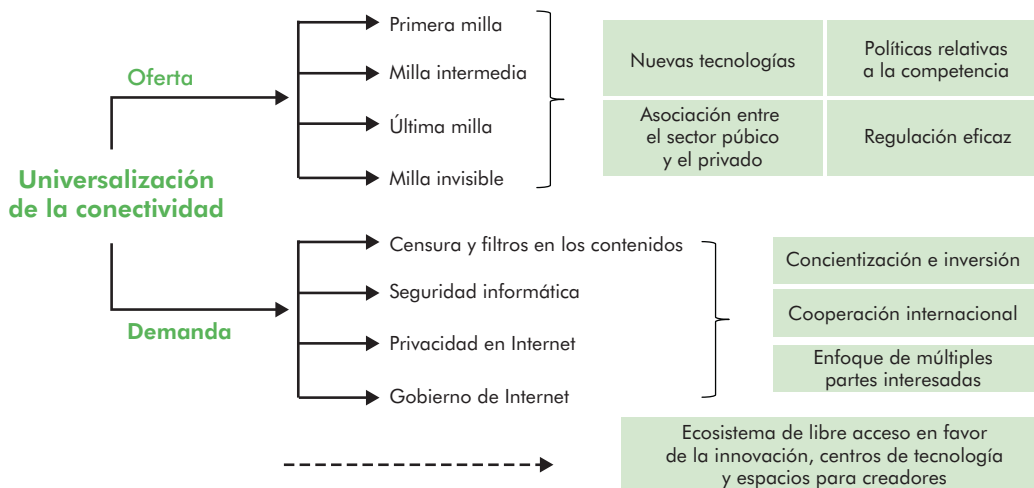 Universalización
de la conectividad
Oferta
Primera milla
Milla intermedia
Última milla
Milla invisible
Nuevas tecnologías
Políticas relativas
a la competencia
Asociación entre
el sector púbico
y el privado
Regulación eficaz
Demanda
Censura y filtros en los contenidos
Seguridad informática
Privacidad en Internet
Gobierno de Internet
Concientización e inversión
Cooperación internacional
Enfoque de múltiples
partes interesadas
Ecosistema de libre acceso en favor
de la innovación, centros de tecnología
y espacios para creadores